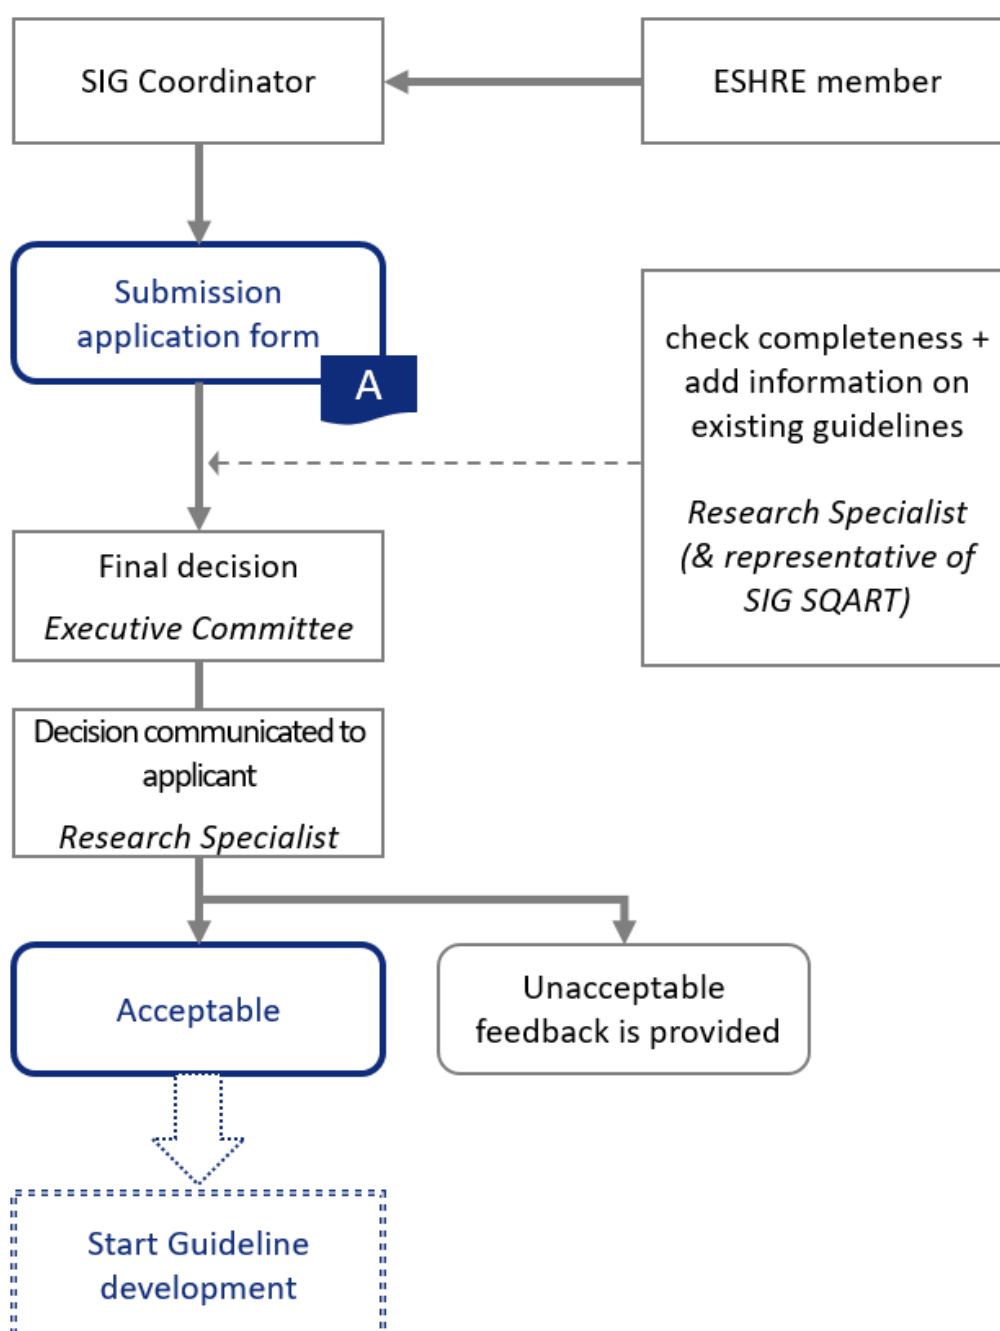 SIG Coordinator
ESHRE member
Submission
application form
A
check completeness +
add information on
existing guidelines
Research Specialist
(& representative of
SIG SQART)
Final decision
Executive Committee
Decision communicated to
applicant
Research Specialist
Acceptable
Unacceptable
feedback is provided
Start Guideline
development